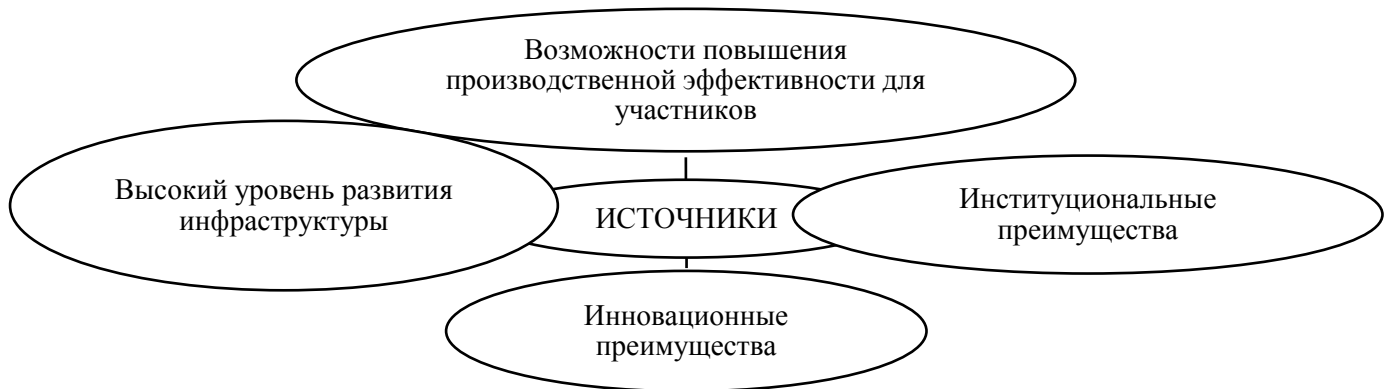 Возможности повышения
производственной эффективности для
участников
Высокий уровень развития
инфраструктуры
ИСТОЧНИКИ
Институциональные
преимущества
Инновационные
преимущества